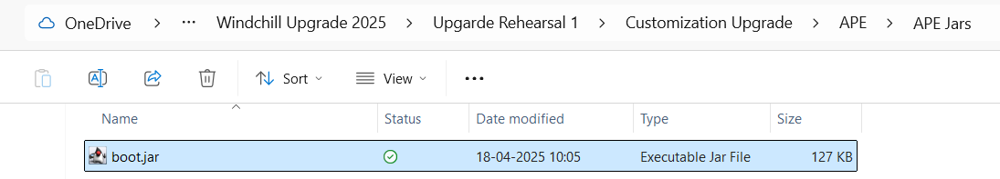 OneDrive > ... Windchill Upgrade 2025 > Upgarde Rehearsal 1 > Customization Upgrade > APE > APE Jars
Sort View ...
Name Status Date modified Type Size
boot.jar 18-04-2025 10:05 Executable Jar File 127 KB